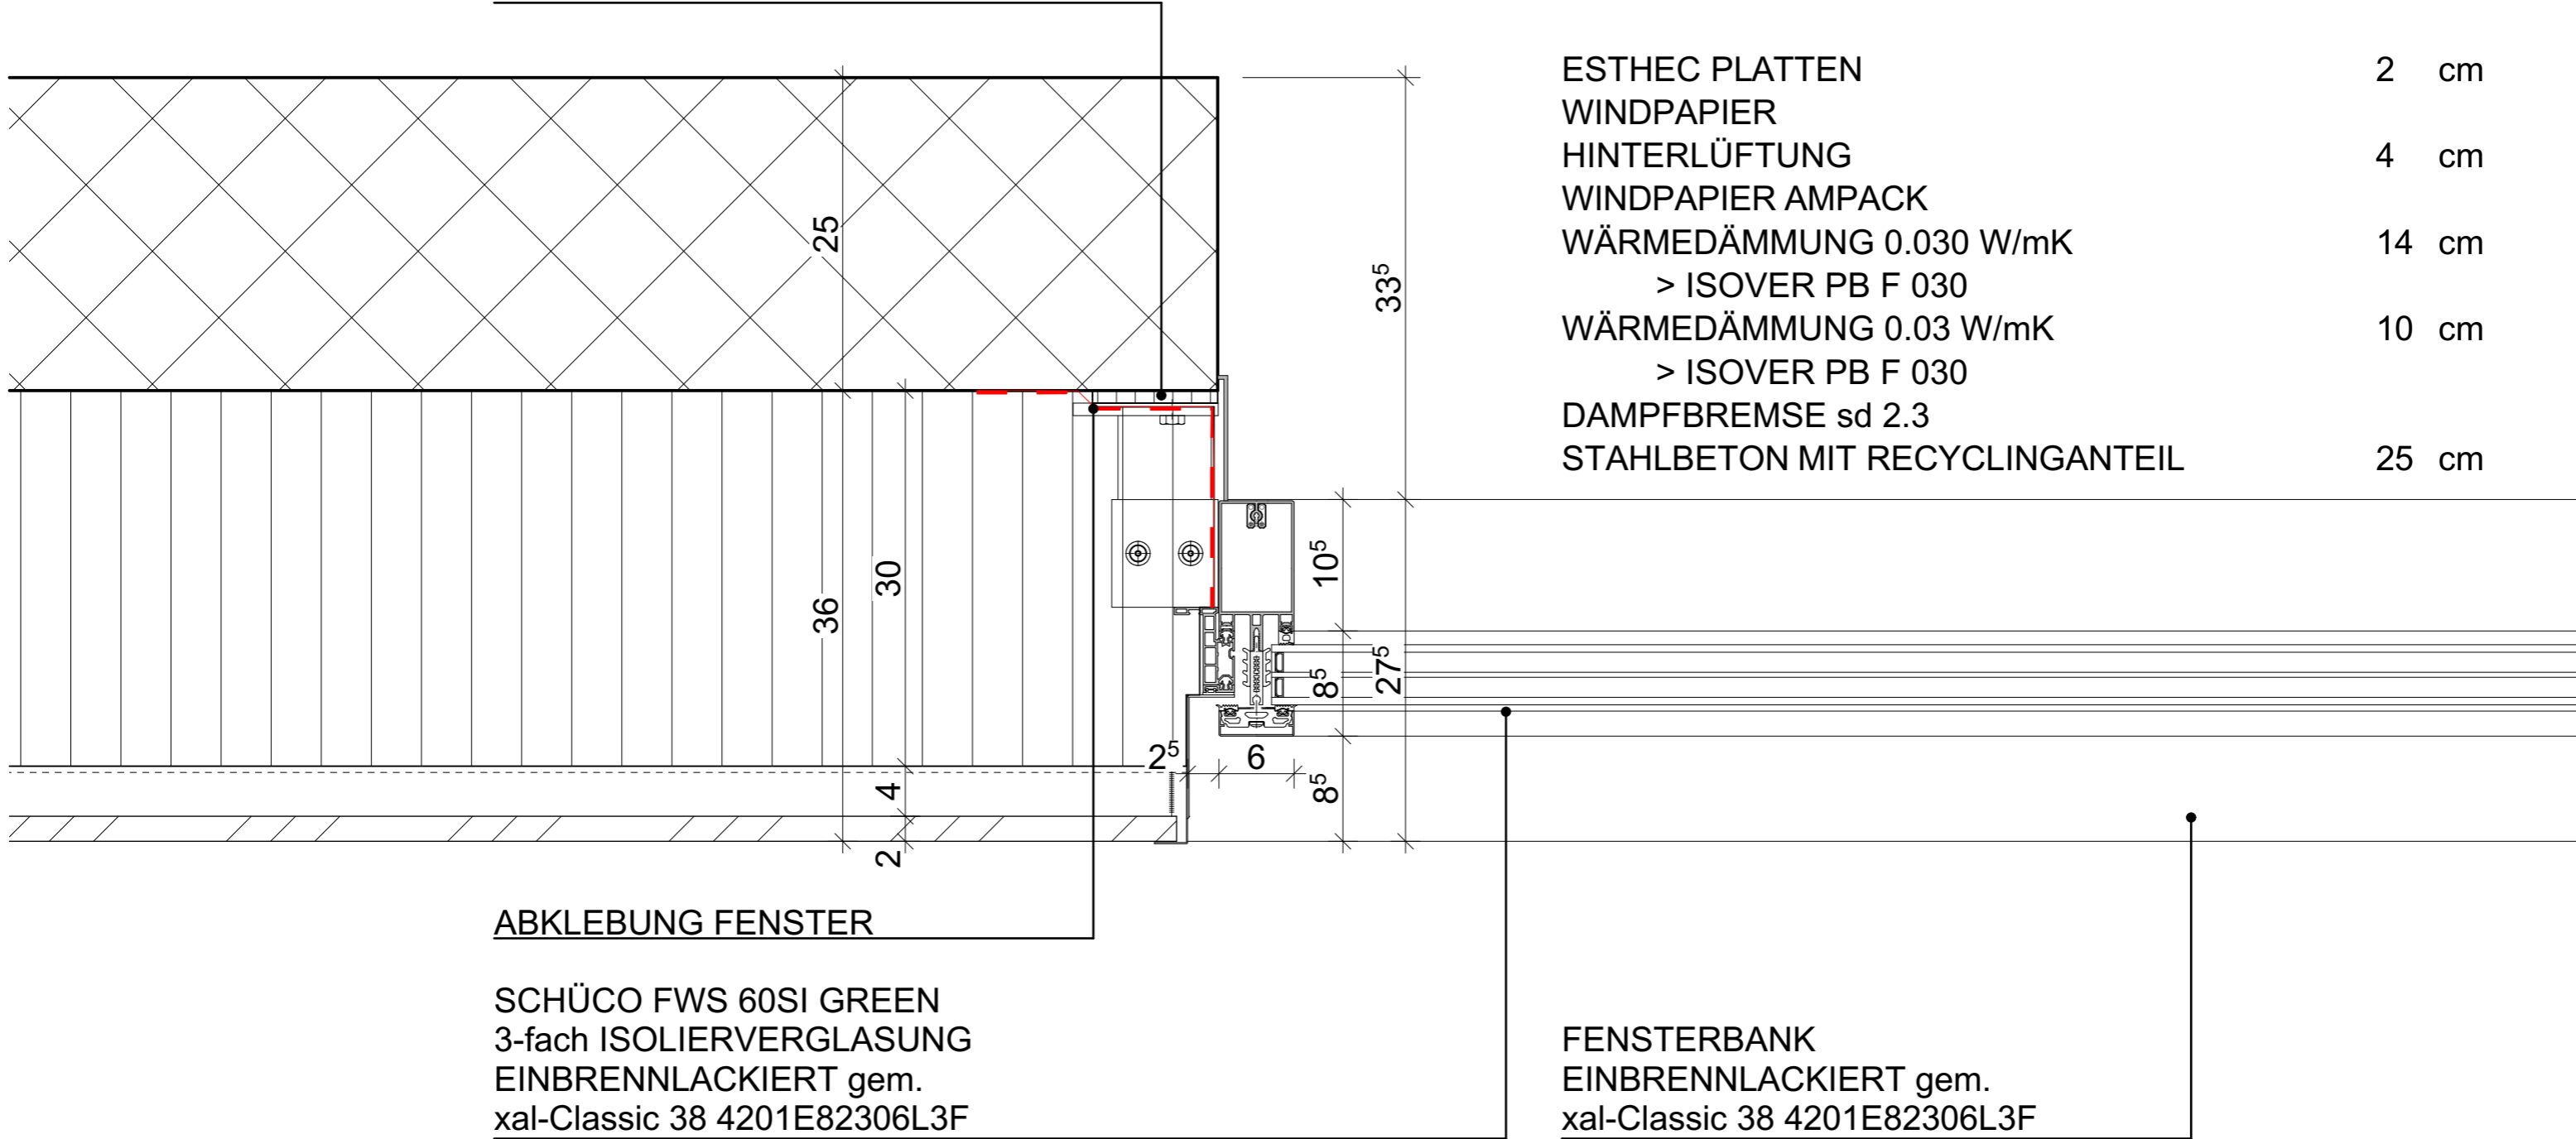 ESTHEC PLATTEN 2 cm
WINDPAPIER
HINTERLÜFTUNG 4 cm
WINDPAPIER AMPACK
WÄRMEDÄMMUNG 0.030 W/mK 14 cm
> ISOVER PB F 030
WÄRMEDÄMMUNG 0.03 W/mK 10 cm
> ISOVER PB F 030
DAMPFBREMSE sd 2.3
STAHLBETON MIT RECYCLINGANTEIL 25 cm
25
33⁵
30
36
10⁵
8⁵
27⁵
2⁵
6
8⁵
4
2
ABKLEBUNG FENSTER
SCHÜCO FWS 60SI GREEN
3-fach ISOLIERVERGLASUNG
EINBRENNLACKIERT gem.
xal-Classic 38 4201E82306L3F
FENSTERBANK
EINBRENNLACKIERT gem.
xal-Classic 38 4201E82306L3F